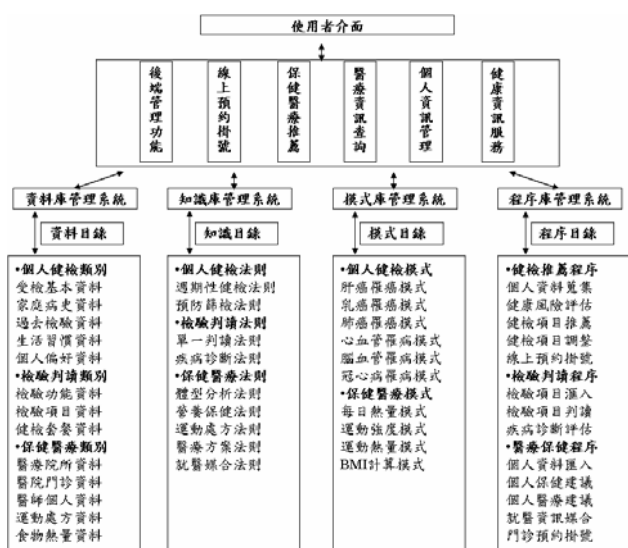 使用者介面
後端管理功能
線上預約掛號
保健醫療推薦
醫療資訊查詢
個人資訊管理
健康資訊服務
資料庫管理系統
知識庫管理系統
模式庫管理系統
程序庫管理系統
資料目錄
知識目錄
模式目錄
程序目錄
•個人健檢類別
受檢基本資料
家庭病吏資料
過去檢驗資料
生活習慣資料
個人偏好資料
•檢驗判讀類別
檢驗功能資料
檢驗項目資料
健檢套餐資料
•保健醫療類別
醫療院所資料
醫院門診資料
醫師個人資料
運動處方資料
食物熱量資料
•個人健檢法則
週期性健檢法則
預防篩檢法則
•檢驗判讀法則
單一判讀法則
疾病診斷法則
•保健醫療法則
體型分析法則
營養保健法則
運動處方法則
醫療方案法則
就醫媒合法則
•個人健檢模式
肝癌罹癌模式
乳癌罹癌模式
肺癌罹癌模式
心血管罹病模式
腦血管罹病模式
冠心病罹病模式
•保健醫療模式
每日熱量模式
運動強度模式
運動熱量模式
BMI計算模式
•健檢推薦程序
個人資料蒐集
健康風險評估
健檢項目推薦
健檢項目調整
線上預約掛號
•檢驗判讀程序
檢驗項目匯入
檢驗項目判讀
疾病診斷評估
•醫療保健程序
個人資料匯入
個人保健建議
個人醫療建議
就醫資訊媒合
門診預約掛號